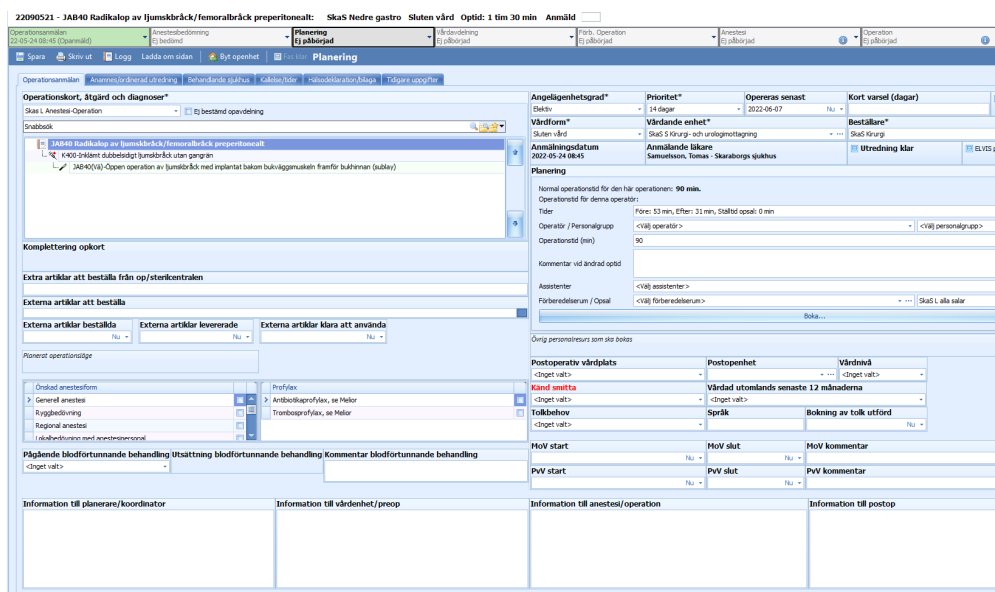 22090521 - JAB40 Radikalop av ljumskbråck/femoralbråck preperitonealt: SkaS Nedre gastro Sluten vård Optid: 1 tim 30 min Anmäld
Operationsanmälan Anestesibedömning Planering Vårdavdelning Förb. Operation Anestesi Operation
22-05-24 08:45 (Oparmäld) Ej bedömd Ej påbörjad Ej påbörjad Ej påbörjad Ej påbörjad Ej påbörjad
Spara Skriv ut Logg Ladda om sidan Byt openhet Planering
Operationsanmälan Anamnes/ordnerad utredning Behandlande sjukhus Kallelse/tider Hälsodeklaration/bilaga Tidigare uppgifter
Operationskort, åtgärd och diagnoser*
Skas L Anestesi-Operation Ej bestämd opavdelning
Snabbsök
JAB40 Radikalop av ljumskbråck/femoralbråck preperitonealt
K400-Inklämt dubbelsidigt ljumskbråck utan gangrän
JAB40(Vä)-Öppen operation av ljumskbråck med implantat bakom bukväggsmuskeln framför bukhinnan (sublay)
Komplettering opkort
Extra artiklar att beställa från op/sterilcentralen
Externa artiklar att beställa
Externa artiklar beställda Externa artiklar levererade Externa artiklar klara att använda
Nu Nu Nu
Planerat operationsläge
Önskad anestesiform Profylax
Generell anestesi Antibiotikaprofylax, se Melior
Ryggbedövning Trombosprofylax, se Melior
Regional anestesi
Lokalbedövning med anestesipersonal
Pågående blodförtunnande behandling Utsättning blodförtunnande behandling Kommentar blodförtunnande behandling
<Inget valt>
Information till planerare/koordinator Information till vårdenhet/preop
Angelägenhetsgrad* Prioritet* Opereras senast Kort varsel (dagar)
Elektiv 14 dagar 2022-06-07 Nu
Vårdform* Vårdande enhet* Beställare*
Sluten vård SkaS S Kirurgi- och urologimottagning SkaS Kirurgi
Anmälningsdatum Anmälande läkare Utredning klar ELVIS
2022-05-24 08:45 Samuelsson, Tomas - Skaraborgs sjukhus
Planering
Normal operationstid för den här operationen: 90 min.
Operationstid för denna operatör:
Tider Före: 53 min, Efter: 31 min, Ställtid opsal: 0 min
Operatör / Personalgrupp <Välj operatör> <Välj personalgrupp>
Operationstid (min) 90
Kommentar vid ändrad optid
Assistenter <Välj assistenter>
Förberedelserum / Opsal <Välj förberedelserum> SkaS L alla salar
Boka...
Övrig personalresurs som ska bokas
Postoperativ vårdplats Postopenhet Vårdnivå
<Inget valt> <Inget valt>
Känd smitta Vårdad utomlands senaste 12 månaderna
<Inget valt> <Inget valt>
Tolkbehov Språk Bokning av tolk utförd
<Inget valt> Nu
MoV start MoV slut MoV kommentar
Nu Nu
PvV start PvV slut PvV kommentar
Nu Nu
Information till anestesi/operation Information till postop